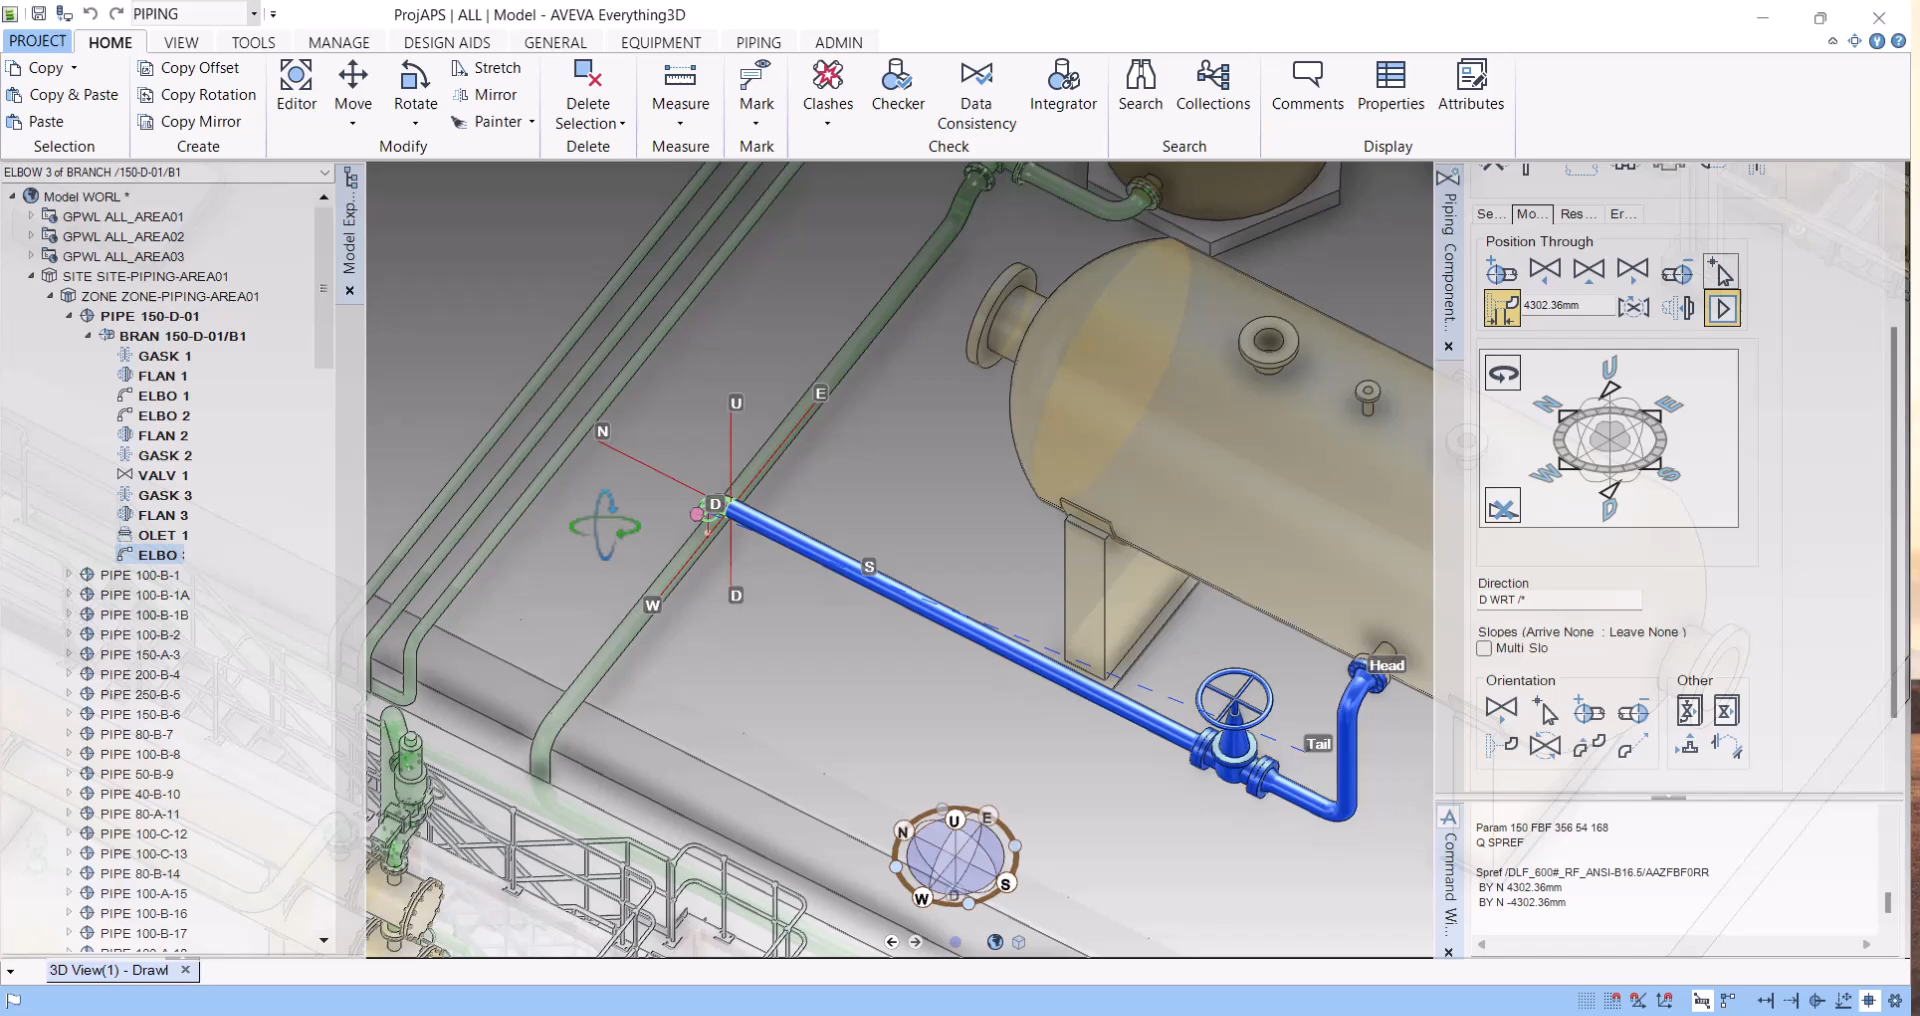 PIPING
ProjAPS | ALL | Model - AVEVA Everything3D
PROJECT
HOME
VIEW
TOOLS
MANAGE
DESIGN AIDS
GENERAL
EQUIPMENT
PIPING
ADMIN
Copy
Copy & Paste
Paste
Selection
Copy Offset
Copy Rotation
Copy Mirror
Create
Editor
Move
Rotate
Stretch
Mirror
Painter
Modify
Delete
Selection
Delete
Measure
Measure
Mark
Mark
Clashes
Checker
Data
Consistency
Integrator
Check
Search
Collections
Search
Comments
Properties
Attributes
Display
ELBOW 3 of BRANCH /150-D-01/B1
Model WORL *
GPWL ALL_AREA01
GPWL ALL_AREA02
GPWL ALL_AREA03
SITE SITE-PIPING-AREA01
ZONE ZONE-PIPING-AREA01
PIPE 150-D-01
BRAN 150-D-01/B1
GASK 1
FLAN 1
ELBO 1
ELBO 2
FLAN 2
GASK 2
VALV 1
GASK 3
FLAN 3
OLET 1
ELBO
PIPE 100-B-1
PIPE 100-B-1A
PIPE 100-B-1B
PIPE 100-B-2
PIPE 150-A-3
PIPE 200-B-4
PIPE 250-B-5
PIPE 150-B-6
PIPE 80-B-7
PIPE 100-B-8
PIPE 50-B-9
PIPE 40-B-10
PIPE 80-A-11
PIPE 100-C-12
PIPE 100-C-13
PIPE 80-B-14
PIPE 100-A-15
PIPE 100-B-16
PIPE 100-B-17
Model Exp...
U
E
N
D
S
W
D
Head
Tail
N
U
E
S
W
D
Piping Component...
Se...
Mo...
Res...
Er...
Position Through
4302.36mm
U
N
E
W
S
D
Direction
D WRT /*
Slopes (Arrive None : Leave None )
Multi Slo
Orientation
Other
Command Wi...
Param 150 FBF 356 54 168
Q SPREF
Spref /DLF_600#_RF_ANSI-B16.5/AAZFBF0RR
BY N 4302.36mm
BY N -4302.36mm
3D View(1) - Drawl